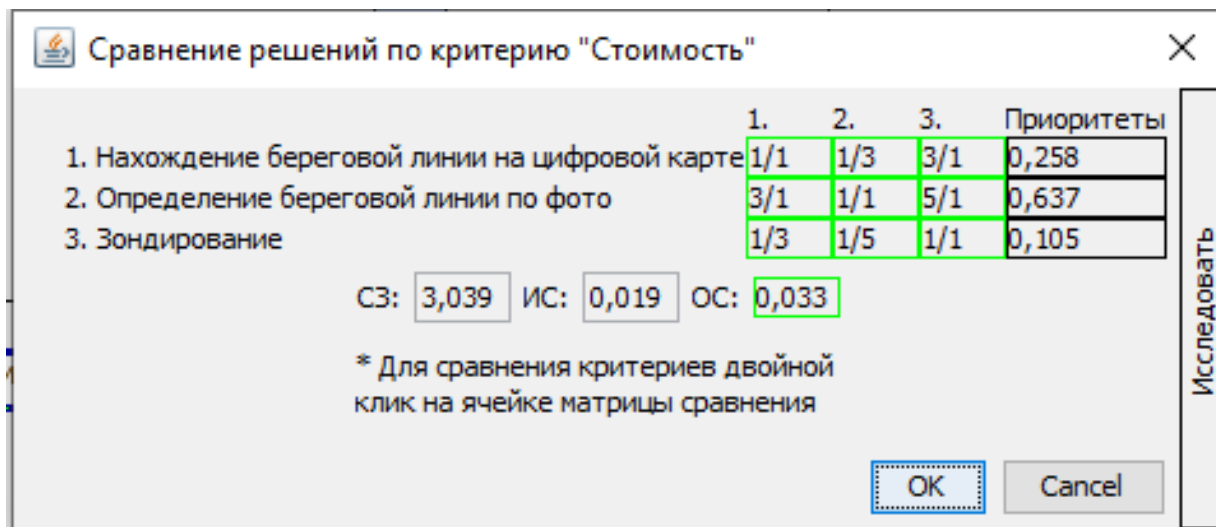 Сравнение решений по критерию "Стоимость"
1. 2. 3. Приоритеты
1. Нахождение береговой линии на цифровой карте 1/1 1/3 3/1 0,258
2. Определение береговой линии по фото 3/1 1/1 5/1 0,637
3. Зондирование 1/3 1/5 1/1 0,105
СЗ: 3,039 ИС: 0,019 ОС: 0,033
* Для сравнения критериев двойной
клик на ячейке матрицы сравнения
OK Cancel
Исследовать